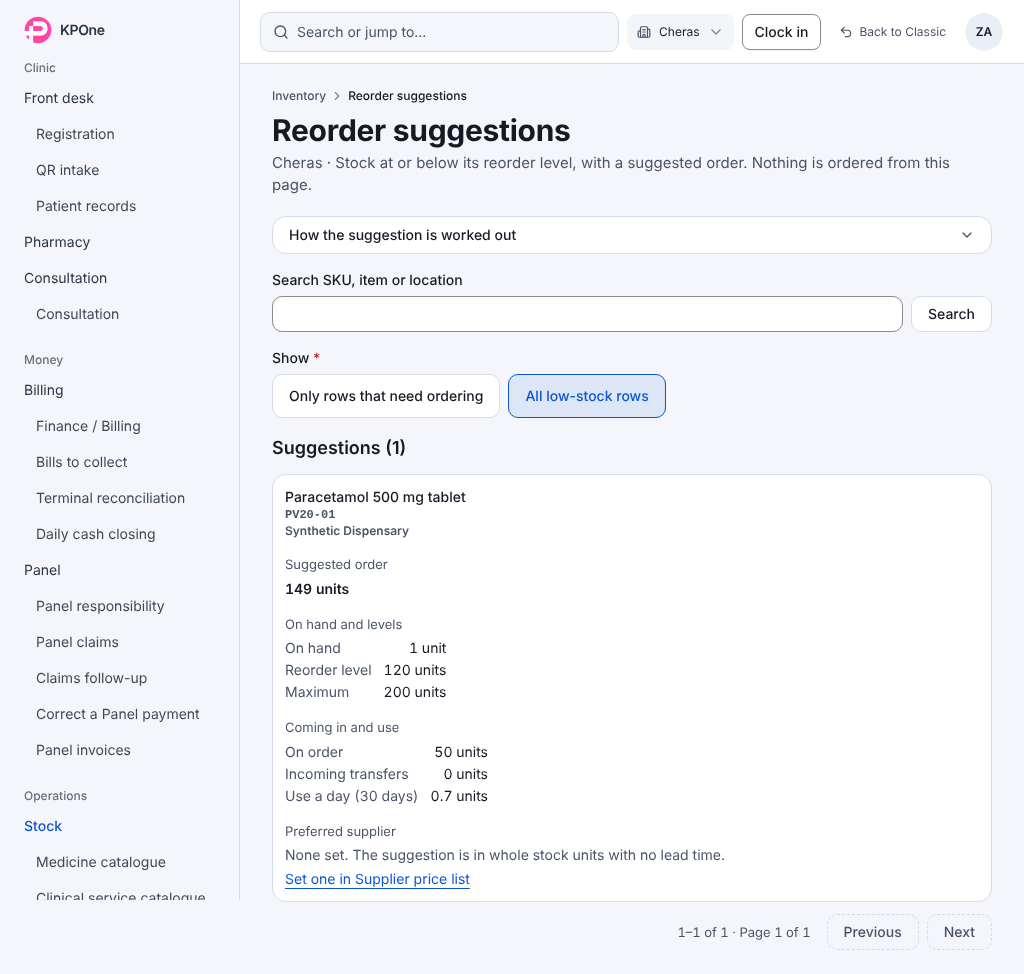 KPOne
Clinic
Front desk
Registration
QR intake
Patient records
Pharmacy
Consultation
Consultation
Money
Billing
Finance / Billing
Bills to collect
Terminal reconciliation
Daily cash closing
Panel
Panel responsibility
Panel claims
Claims follow-up
Correct a Panel payment
Panel invoices
Operations
Stock
Medicine catalogue
Clinical service catalogue
Search or jump to...
Cheras
Clock in
Back to Classic
ZA
Inventory > Reorder suggestions
Reorder suggestions
Cheras · Stock at or below its reorder level, with a suggested order. Nothing is ordered from this
page.
How the suggestion is worked out
Search SKU, item or location
Search
Show *
Only rows that need ordering
All low-stock rows
Suggestions (1)
Paracetamol 500 mg tablet
PV20-01
Synthetic Dispensary
Suggested order
149 units
On hand and levels
On hand 1 unit
Reorder level 120 units
Maximum 200 units
Coming in and use
On order 50 units
Incoming transfers 0 units
Use a day (30 days) 0.7 units
Preferred supplier
None set. The suggestion is in whole stock units with no lead time.
Set one in Supplier price list
1–1 of 1 · Page 1 of 1
Previous
Next